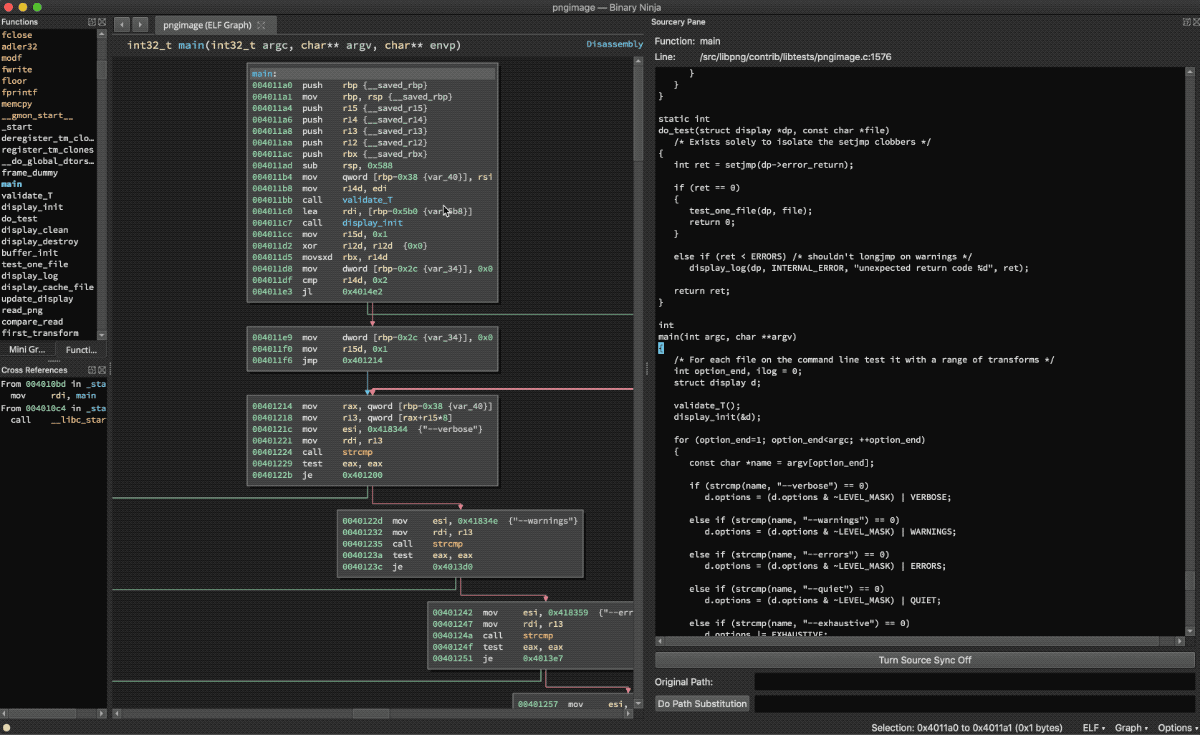 pngimage — Binary Ninja
Functions
fclose
adler32
modf
fwrite
floor
fprintf
memcpy
__gmon_start__
_start
deregister_tm_clo…
register_tm_clones
__do_global_dtors…
frame_dummy
main
validate_T
display_init
do_test
display_clean
display_destroy
buffer_init
test_one_file
display_log
display_cache_file
update_display
read_png
compare_read
first_transform
Mini Gr... Functi...
Cross References
From 004010bd in _sta
mov rdi, main
From 004010c4 in _sta
call __libc_star
pngimage (ELF Graph)
int32_t main(int32_t argc, char** argv, char** envp)
Disassembly
main:
004011a0 push rbp {__saved_rbp}
004011a1 mov rbp, rsp {__saved_rbp}
004011a4 push r15 {__saved_r15}
004011a6 push r14 {__saved_r14}
004011a8 push r13 {__saved_r13}
004011aa push r12 {__saved_r12}
004011ac push rbx {__saved_rbx}
004011ad sub rsp, 0x588
004011b4 mov qword [rbp-0x38 {var_40}], rsi
004011b8 mov r14d, edi
004011bb call validate_T
004011c0 lea rdi, [rbp-0x5b0 {var_5b8}]
004011c7 call display_init
004011cc mov r15d, 0x1
004011d2 xor r12d, r12d {0x0}
004011d5 movsxd rbx, r14d
004011d8 mov dword [rbp-0x2c {var_34}], 0x0
004011df cmp r14d, 0x2
004011e3 jl 0x4014e2
004011e9 mov dword [rbp-0x2c {var_34}], 0x0
004011f0 mov r15d, 0x1
004011f6 jmp 0x401214
00401214 mov rax, qword [rbp-0x38 {var_40}]
00401218 mov r13, qword [rax+r15*8]
0040121c mov esi, 0x418344 {"--verbose"}
00401221 mov rdi, r13
00401224 call strcmp
00401229 test eax, eax
0040122b je 0x401200
0040122d mov esi, 0x41834e {"--warnings"}
00401232 mov rdi, r13
00401235 call strcmp
0040123a test eax, eax
0040123c je 0x4013d0
00401242 mov esi, 0x418359 {"--err
00401247 mov rdi, r13
0040124a call strcmp
0040124f test eax, eax
00401251 je 0x4013e7
00401257 mov esi,
Sourcery Pane
Function: main
Line: /src/libpng/contrib/libtests/pngimage.c:1576
}
}
}
static int
do_test(struct display *dp, const char *file)
/* Exists solely to isolate the setjmp clobbers */
{
int ret = setjmp(dp->error_return);
if (ret == 0)
{
test_one_file(dp, file);
return 0;
}
else if (ret < ERRORS) /* shouldn't longjmp on warnings */
display_log(dp, INTERNAL_ERROR, "unexpected return code %d", ret);
return ret;
}
int
main(int argc, char **argv)
{
/* For each file on the command line test it with a range of transforms */
int option_end, ilog = 0;
struct display d;
validate_T();
display_init(&d);
for (option_end=1; option_end<argc; ++option_end)
{
const char *name = argv[option_end];
if (strcmp(name, "--verbose") == 0)
d.options = (d.options & ~LEVEL_MASK) | VERBOSE;
else if (strcmp(name, "--warnings") == 0)
d.options = (d.options & ~LEVEL_MASK) | WARNINGS;
else if (strcmp(name, "--errors") == 0)
d.options = (d.options & ~LEVEL_MASK) | ERRORS;
else if (strcmp(name, "--quiet") == 0)
d.options = (d.options & ~LEVEL_MASK) | QUIET;
else if (strcmp(name, "--exhaustive") == 0)
d.options |= EXHAUSTIVE;
Turn Source Sync Off
Original Path:
Do Path Substitution
Selection: 0x4011a0 to 0x4011a1 (0x1 bytes) ELF Graph Options